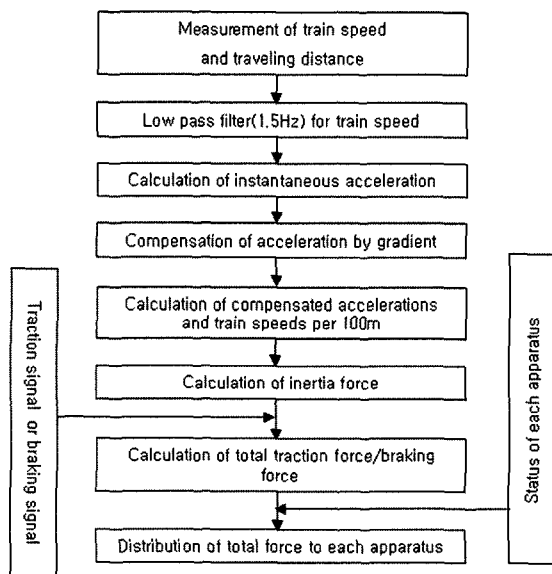 Measurement of train speed
and traveling distance
Low pass filter(1.5Hz) for train speed
Calculation of instantaneous acceleration
Compensation of acceleration by gradient
Calculation of compensated accelerations
and train speeds per 100m
Calculation of inertia force
Traction signal or braking signal
Status of each apparatus
Calculation of total traction force/braking
force
Distribution of total force to each apparatus